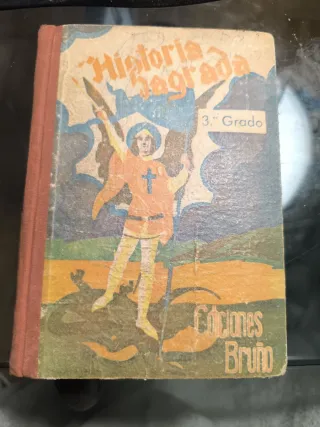 Historia
Sagrada
3.er Grado
Ediciones
Bruño